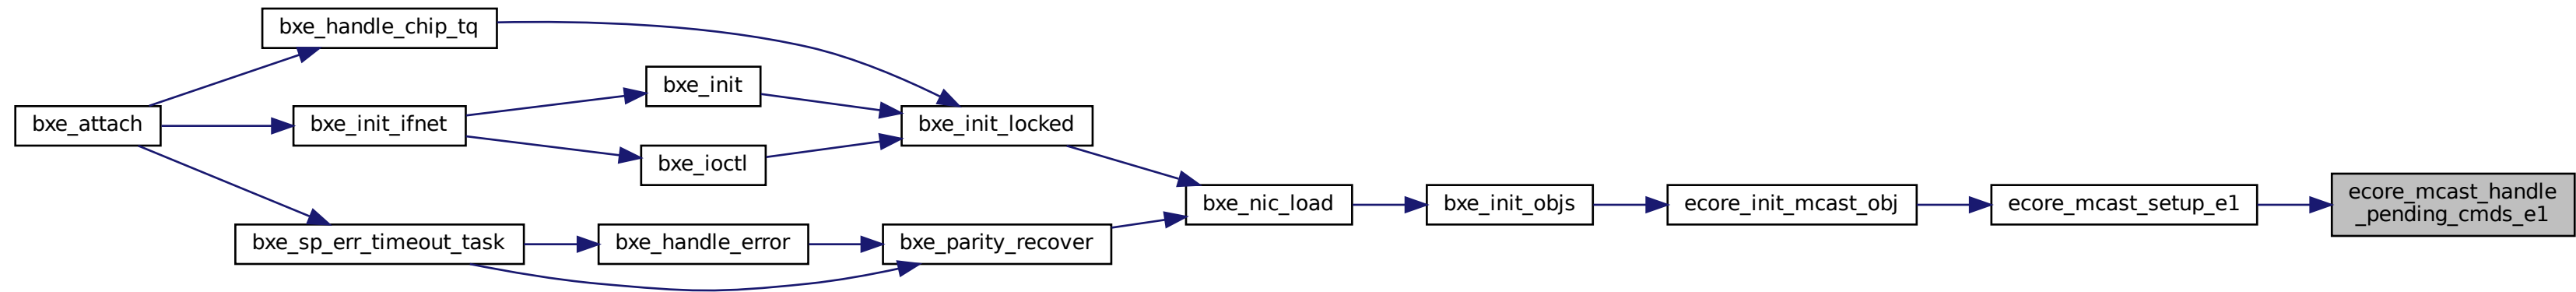 bxe_handle_chip_tq
bxe_init
bxe_attach
bxe_init_ifnet
bxe_init_locked
bxe_ioctl
bxe_nic_load
bxe_init_objs
ecore_init_mcast_obj
ecore_mcast_setup_e1
ecore_mcast_handle
_pending_cmds_e1
bxe_sp_err_timeout_task
bxe_handle_error
bxe_parity_recover